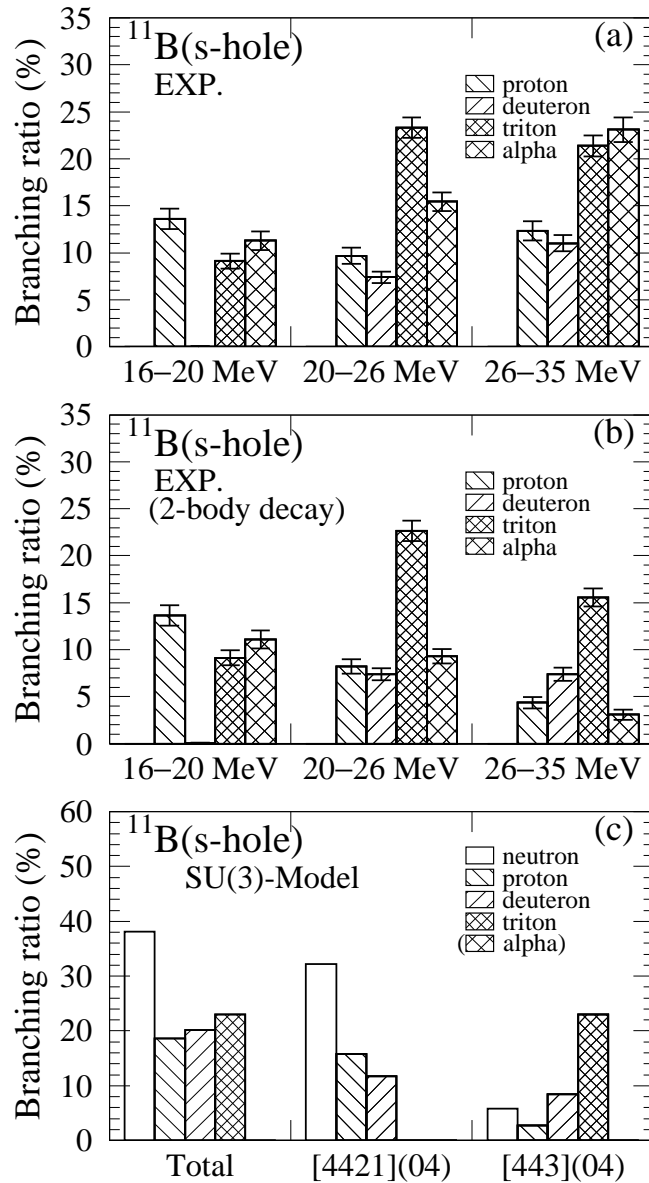 35
30
25
20
15
10
5
0
Branching ratio (%)
¹¹B(s-hole)
EXP.
(a)
proton
deuteron
triton
alpha
16–20 MeV 20–26 MeV 26–35 MeV
35
30
25
20
15
10
5
0
Branching ratio (%)
¹¹B(s-hole)
EXP.
(2-body decay)
(b)
proton
deuteron
triton
alpha
16–20 MeV 20–26 MeV 26–35 MeV
60
50
40
30
20
10
0
Branching ratio (%)
¹¹B(s-hole)
SU(3)-Model
(c)
neutron
proton
deuteron
triton
( alpha)
Total [4421](04) [443](04)